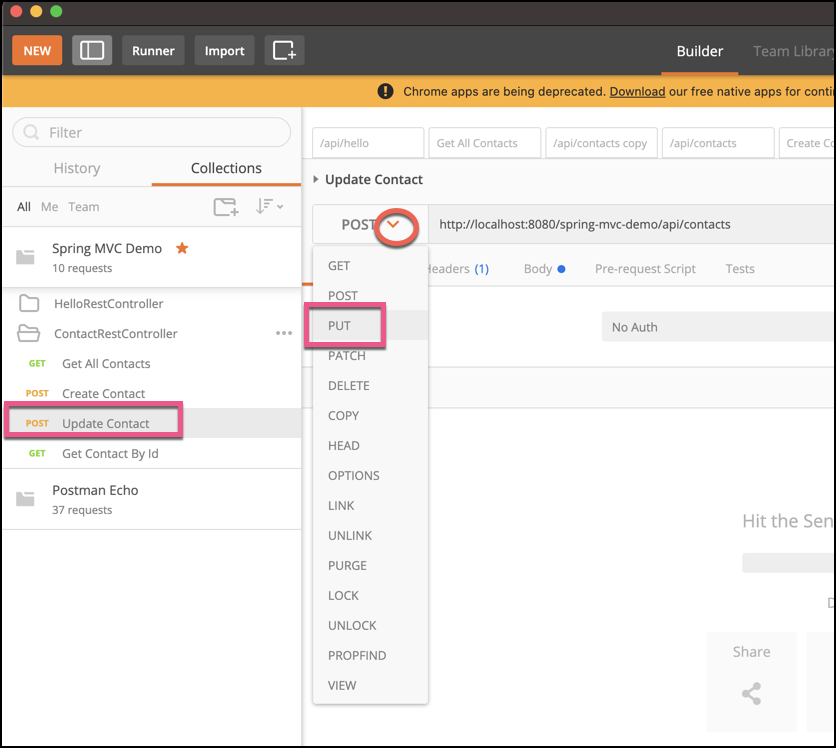 NEW
Runner
Import
Builder
Team Library
Chrome apps are being deprecated. Download our free native apps for conti
Filter
History
Collections
All Me Team
Spring MVC Demo
10 requests
HelloRestController
ContactRestController
GET Get All Contacts
POST Create Contact
POST Update Contact
GET Get Contact By Id
Postman Echo
37 requests
/api/hello
Get All Contacts
/api/contacts copy
/api/contacts
Create Co
Update Contact
POST
http://localhost:8080/spring-mvc-demo/api/contacts
Headers (1)
Body
Pre-request Script
Tests
GET
POST
PUT
PATCH
DELETE
COPY
HEAD
OPTIONS
LINK
UNLINK
PURGE
LOCK
UNLOCK
PROPFIND
VIEW
No Auth
Hit the Sen
D
Share